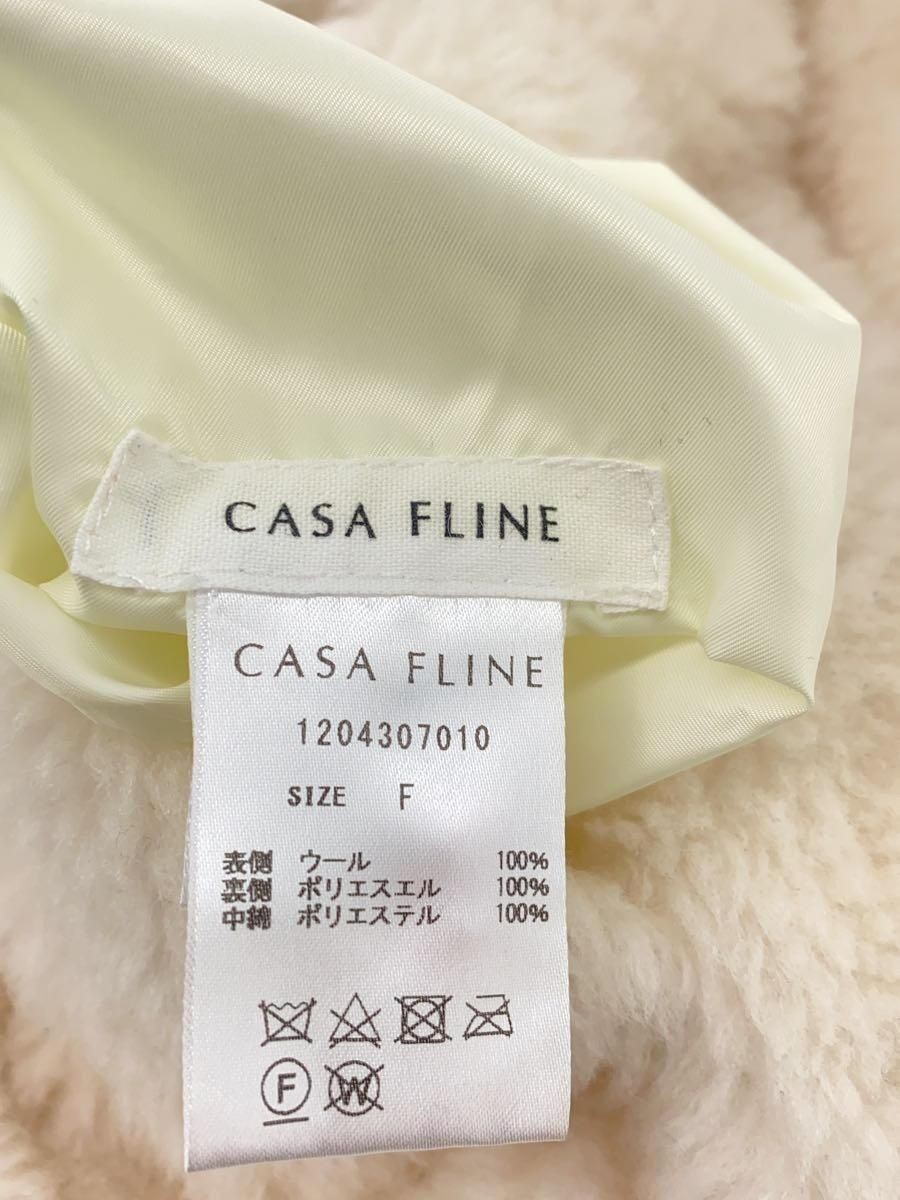 CASA FLINE
CASA FLINE
1204307010
SIZE F
表側 ウール 100%
裏側 ポリエスエル 100%
中綿 ポリエステル 100%
F W